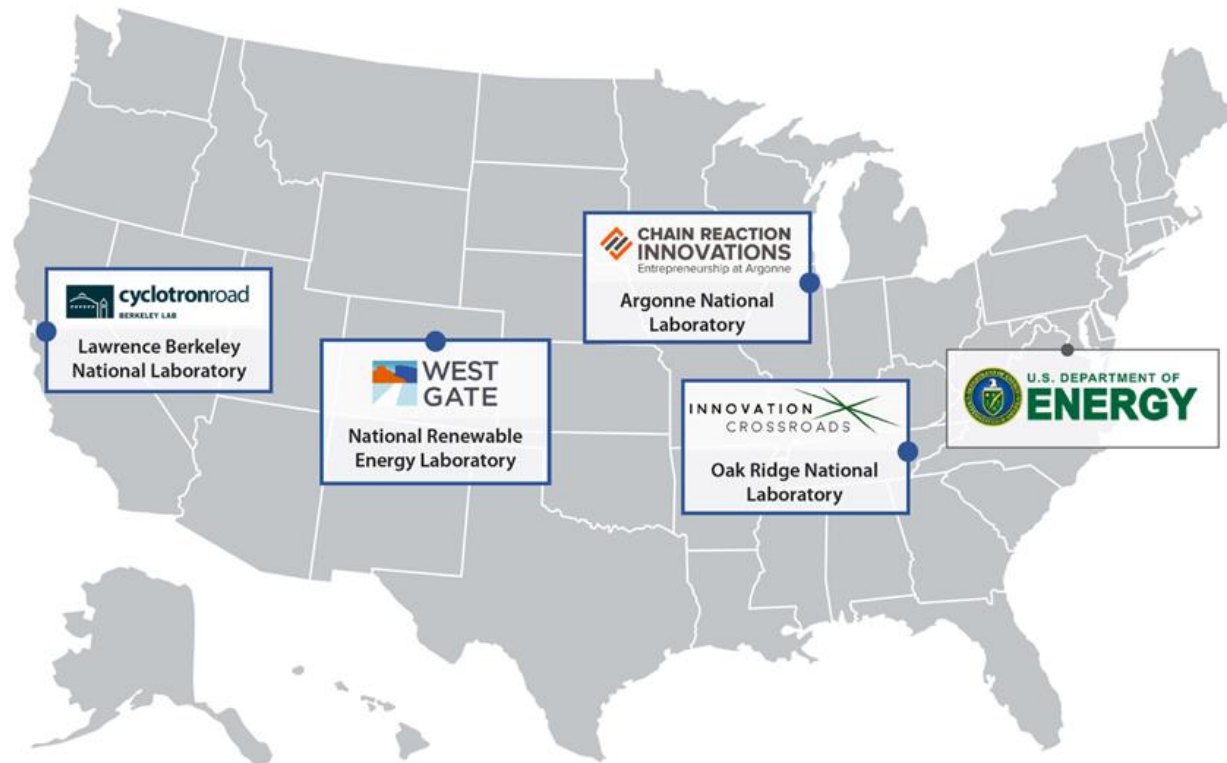 cyclotronroad
BERKELEY LAB
Lawrence Berkeley
National Laboratory
WEST
GATE
National Renewable
Energy Laboratory
CHAIN REACTION
INNOVATIONS
Entrepreneurship at Argonne
Argonne National
Laboratory
INNOVATION
CROSSROADS
Oak Ridge National
Laboratory
U.S. DEPARTMENT OF
ENERGY